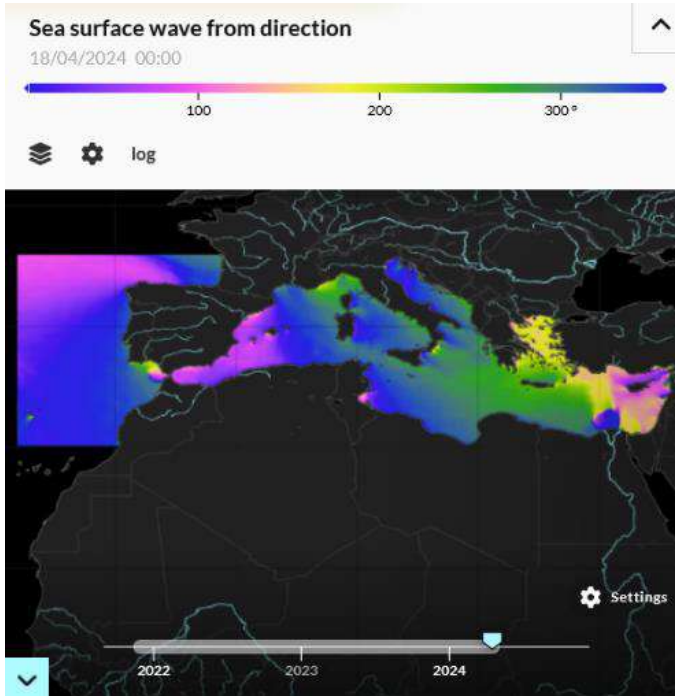 Sea surface wave from direction
18/04/2024 00:00
100 200 300°
log
Settings
2022 2023 2024